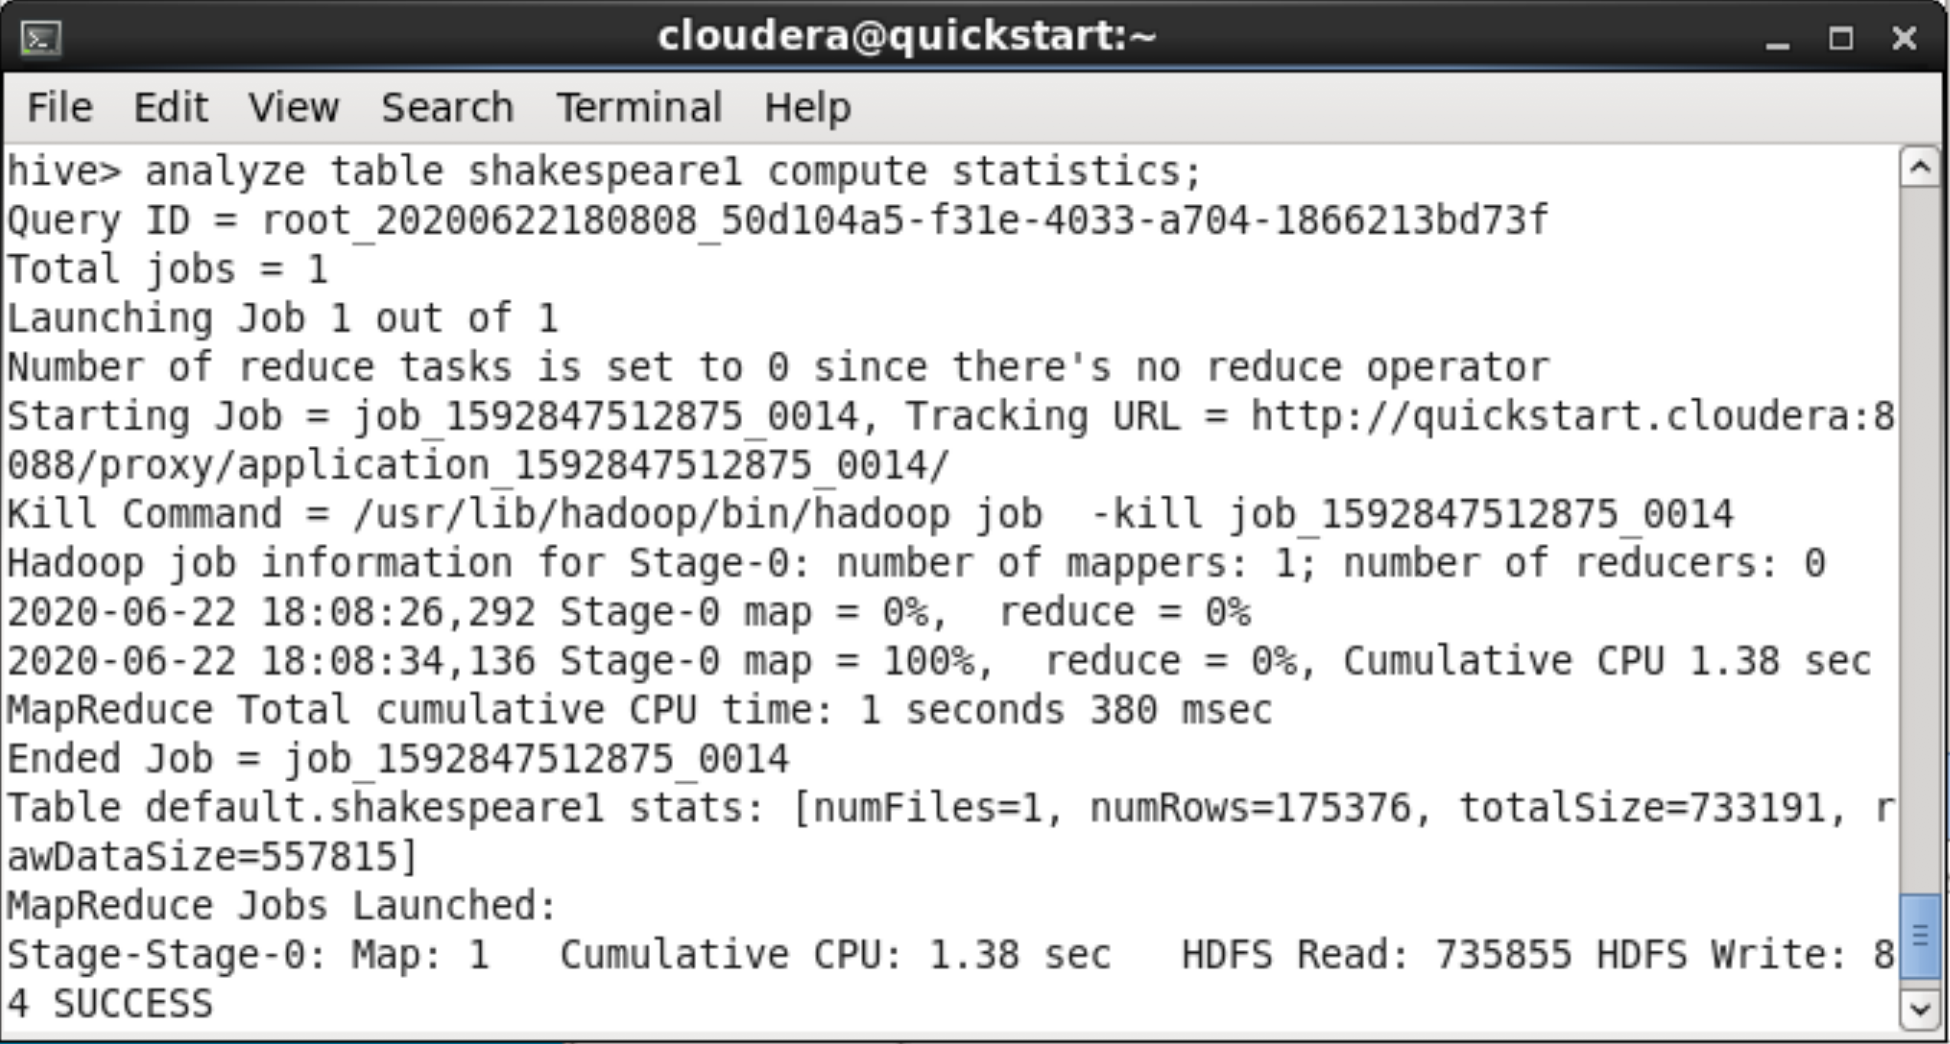 cloudera@quickstart:~
File Edit View Search Terminal Help
hive> analyze table shakespeare1 compute statistics;
Query ID = root_20200622180808_50d104a5-f31e-4033-a704-1866213bd73f
Total jobs = 1
Launching Job 1 out of 1
Number of reduce tasks is set to 0 since there's no reduce operator
Starting Job = job_1592847512875_0014, Tracking URL = http://quickstart.cloudera:8
088/proxy/application_1592847512875_0014/
Kill Command = /usr/lib/hadoop/bin/hadoop job  -kill job_1592847512875_0014
Hadoop job information for Stage-0: number of mappers: 1; number of reducers: 0
2020-06-22 18:08:26,292 Stage-0 map = 0%,  reduce = 0%
2020-06-22 18:08:34,136 Stage-0 map = 100%,  reduce = 0%, Cumulative CPU 1.38 sec
MapReduce Total cumulative CPU time: 1 seconds 380 msec
Ended Job = job_1592847512875_0014
Table default.shakespeare1 stats: [numFiles=1, numRows=175376, totalSize=733191, r
awDataSize=557815]
MapReduce Jobs Launched:
Stage-Stage-0: Map: 1   Cumulative CPU: 1.38 sec   HDFS Read: 735855 HDFS Write: 8
4 SUCCESS